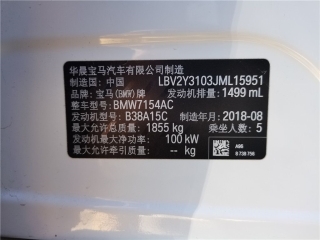 华晨宝马汽车有限公司制造
制造国：中国 LBV2Y3103JML15951
宝马(BMW)牌 发动机排量：1499 mL
整车型号：BMW7154AC
发动机型号：B38A15C 制造年月：2018-08
最大允许总质量：1855 kg 乘坐人数：5
发动机最大净功率：100 kW
最大允许牵引质量：-- kg
A96
8 738 798